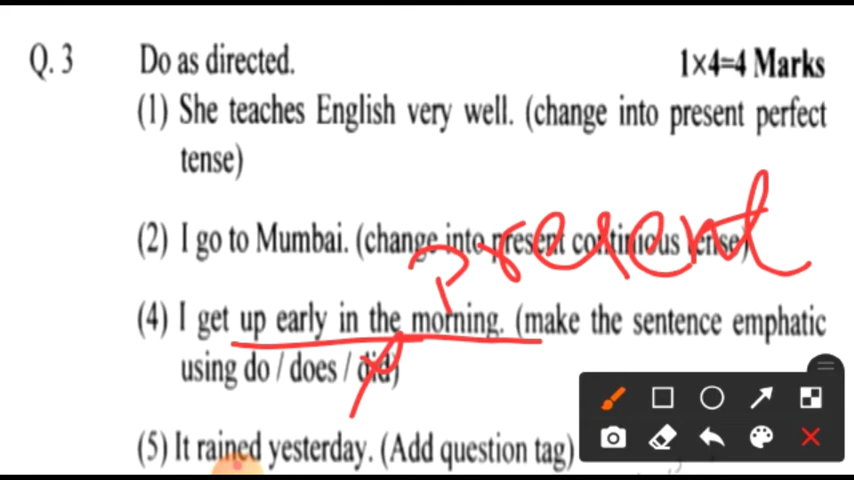 Q. 3 Do as directed. 1×4=4 Marks
(1) She teaches English very well. (change into present perfect
tense)
present
(2) I go to Mumbai. (change into present continuous tense)
(4) I get up early in the morning. (make the sentence emphatic
using do / does / did)
(5) It rained yesterday. (Add question tag)